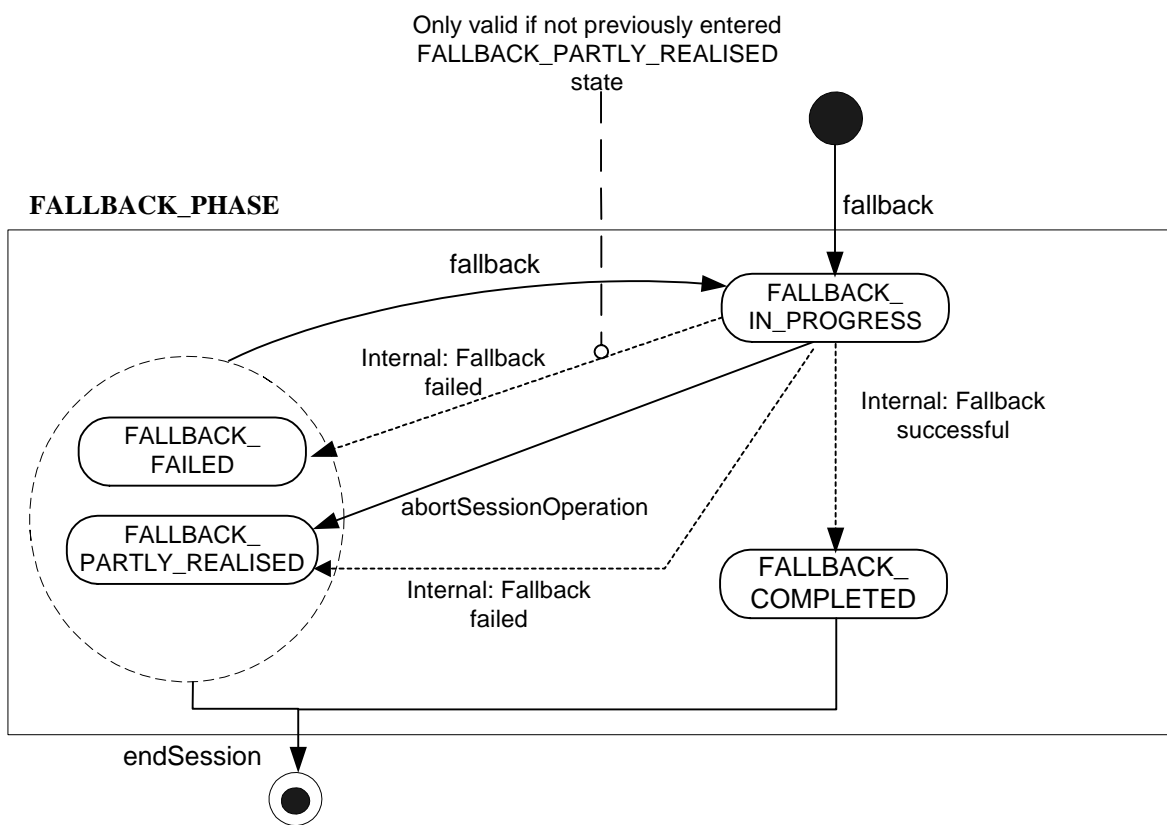 Only valid if not previously entered
FALLBACK_PARTLY_REALISED
state
fallback
FALLBACK_PHASE
fallback
FALLBACK_
IN_PROGRESS
Internal: Fallback
failed
Internal: Fallback
successful
FALLBACK_
FAILED
abortSessionOperation
FALLBACK_
PARTLY_REALISED
FALLBACK_
COMPLETED
Internal: Fallback
failed
endSession